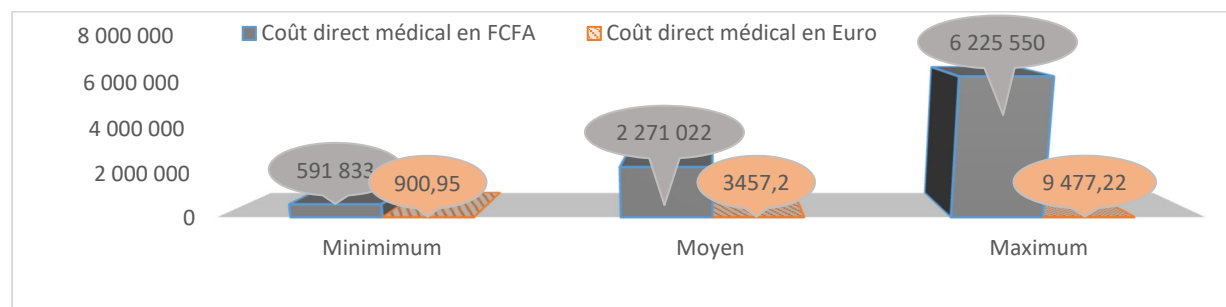 8 000 000
Coût direct médical en FCFA
Coût direct médical en Euro
6 225 550
6 000 000
4 000 000
2 271 022
2 000 000
591 833
900,95
3457,2
9 477,22
0
Minimimum
Moyen
Maximum